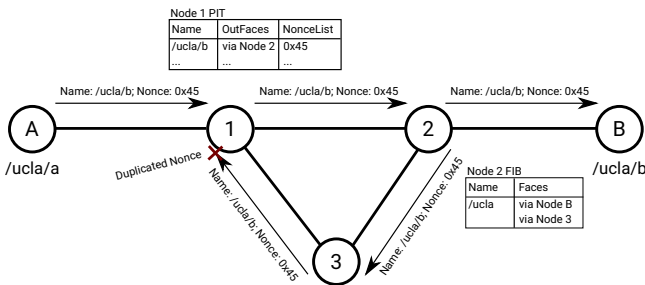 Node 1 PIT
Name OutFaces NonceList
/ucla/b via Node 2 0x45
... ... ...
Name: /ucla/b; Nonce: 0x45
Name: /ucla/b; Nonce: 0x45
Name: /ucla/b; Nonce: 0x45
A
1
2
B
/ucla/a
/ucla/b
Duplicated Nonce
Name: /ucla/b; Nonce: 0x45
Name: /ucla/b; Nonce: 0x45
Node 2 FIB
Name Faces
/ucla via Node B
via Node 3
3